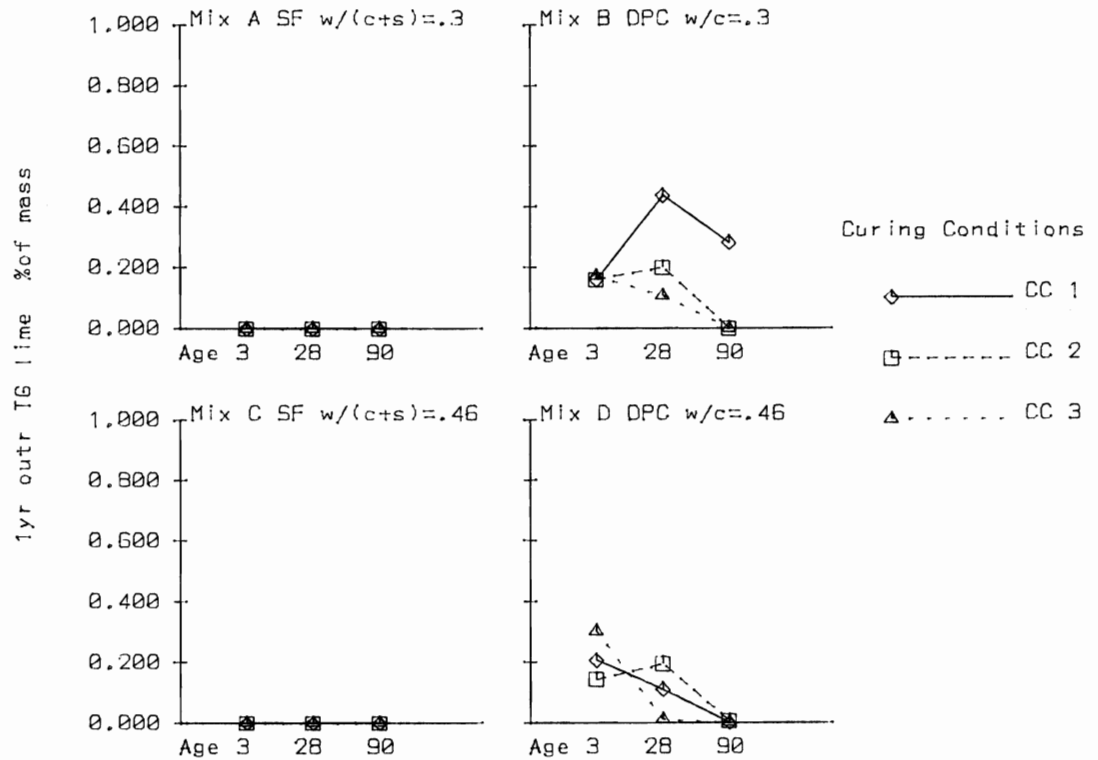 Mix A SF w/(c+s)=.3
1.000
0.800
0.600
0.400
0.200
0.000
Age 3 28 90
Mix B OPC w/c=.3
Age 3 28 90
1yr outr TG lime %of mass
Curing Conditions
CC 1
CC 2
CC 3
Mix C SF w/(c+s)=.46
1.000
0.800
0.600
0.400
0.200
0.000
Age 3 28 90
Mix D OPC w/c=.46
Age 3 28 90